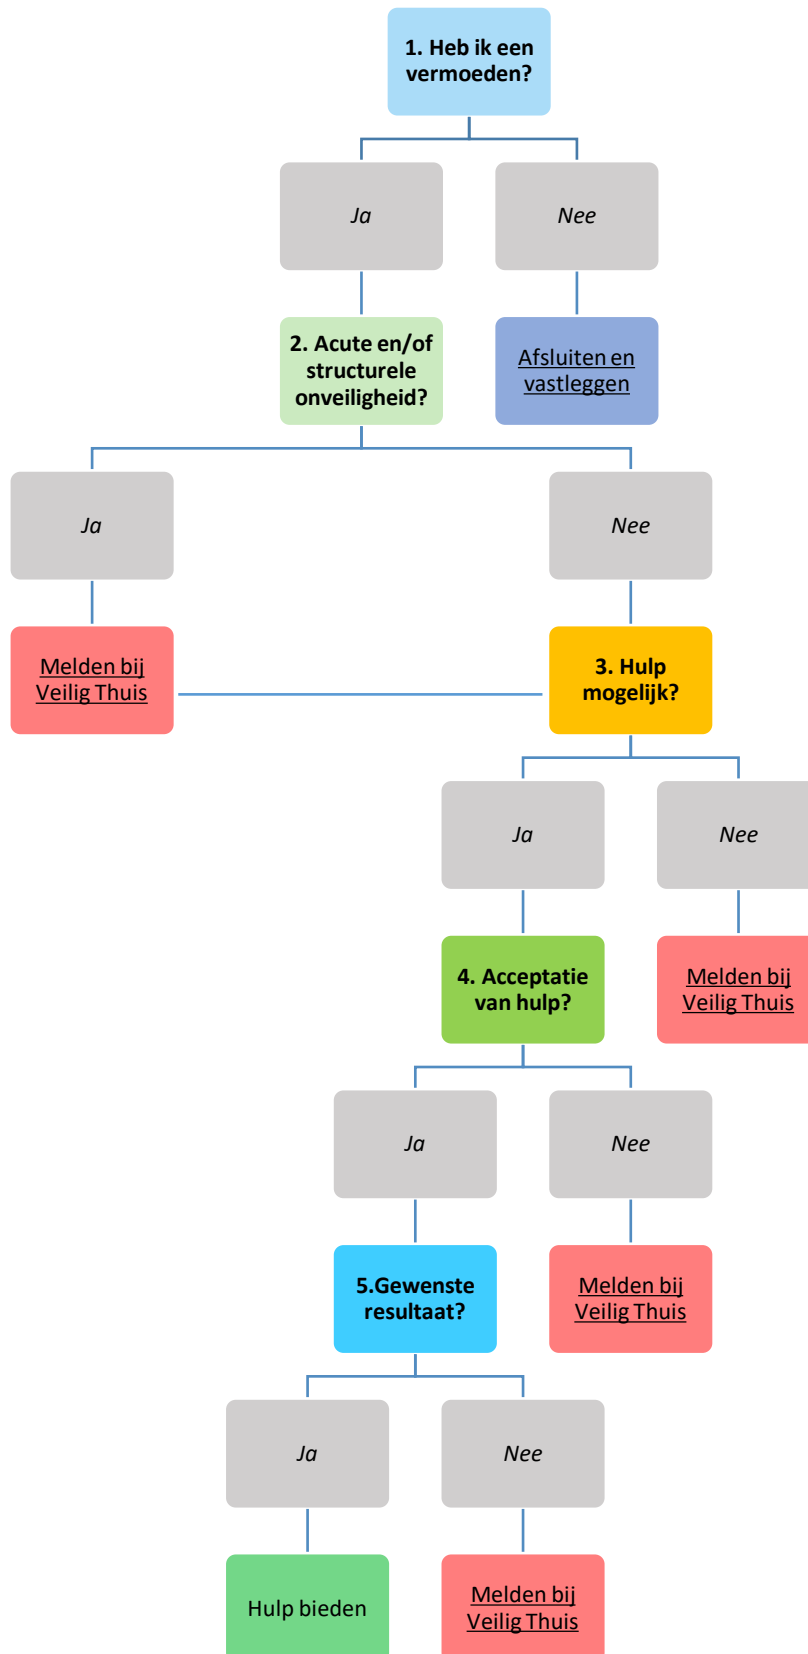 1. Heb ik een
vermoeden?
Ja
Nee
2. Acute en/of
structurele
onveiligheid?
Afsluiten en
vastleggen
Ja
Nee
Melden bij
Veilig Thuis
3. Hulp
mogelijk?
Ja
Nee
4. Acceptatie
van hulp?
Melden bij
Veilig Thuis
Ja
Nee
5.Gewenste
resultaat?
Melden bij
Veilig Thuis
Ja
Nee
Hulp bieden
Melden bij
Veilig Thuis